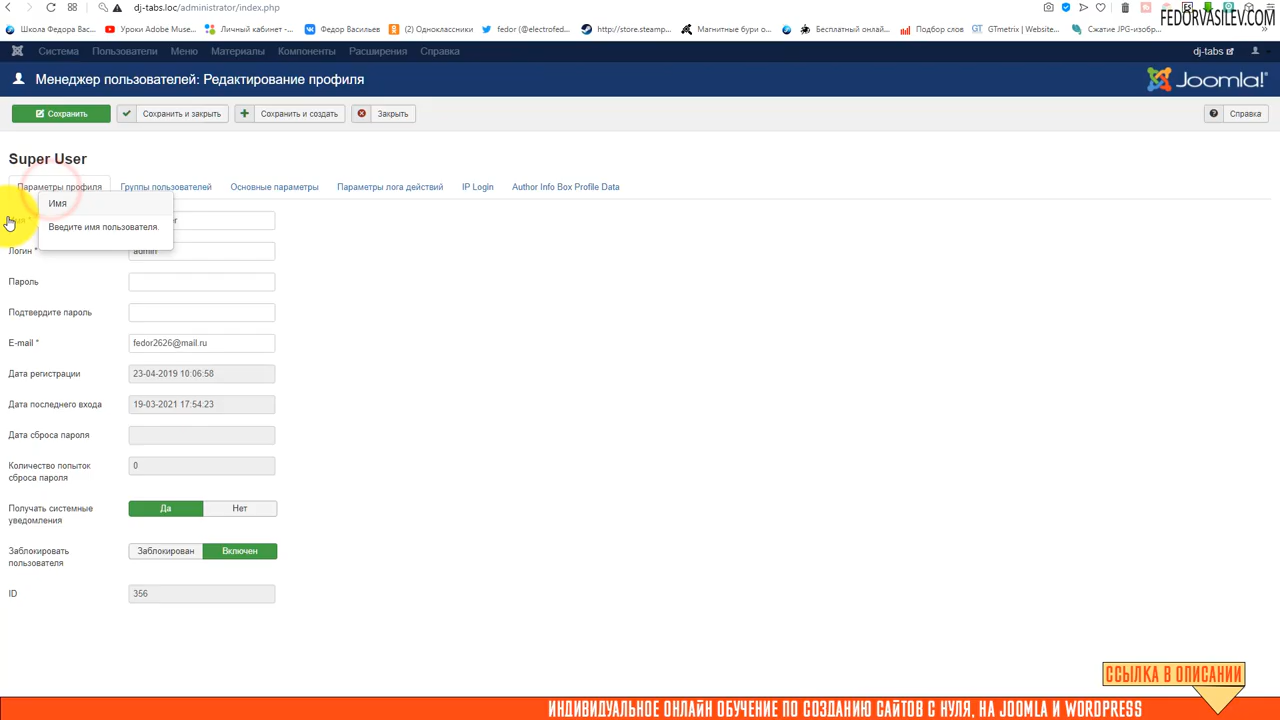 dj-tabs.loc/administrator/index.php
FEDORVASILEV.COM
Школа Федора Вас...
Уроки Adobe Muse...
Личный кабинет -...
Федор Васильев
(2) Одноклассники
fedor (@electrofed...
http://store.steamp...
Магнитные бури о...
Бесплатный онлай...
Подбор слов
GTmetrix | Website...
Сжатие JPG-изобр...
Система
Пользователи
Меню
Материалы
Компоненты
Расширения
Справка
dj-tabs
Менеджер пользователей: Редактирование профиля
Joomla!
Сохранить
Сохранить и закрыть
Сохранить и создать
Закрыть
Справка
Super User
Параметры профиля
Группы пользователей
Основные параметры
Параметры лога действий
IP Login
Author Info Box Profile Data
Имя
Введите имя пользователя.
Логин *
admin
Пароль
Подтвердите пароль
E-mail *
fedor2626@mail.ru
Дата регистрации
23-04-2019 10:06:58
Дата последнего входа
19-03-2021 17:54:23
Дата сброса пароля
Количество попыток
сброса пароля
0
Получать системные
уведомления
Да
Нет
Заблокировать
пользователя
Заблокирован
Включен
ID
356
ССЫЛКА В ОПИСАНИИ
ИНДИВИДУАЛЬНОЕ ОНЛАЙН ОБУЧЕНИЕ ПО СОЗДАНИЮ САЙТОВ С НУЛЯ, НА JOOMLA И WORDPRESS